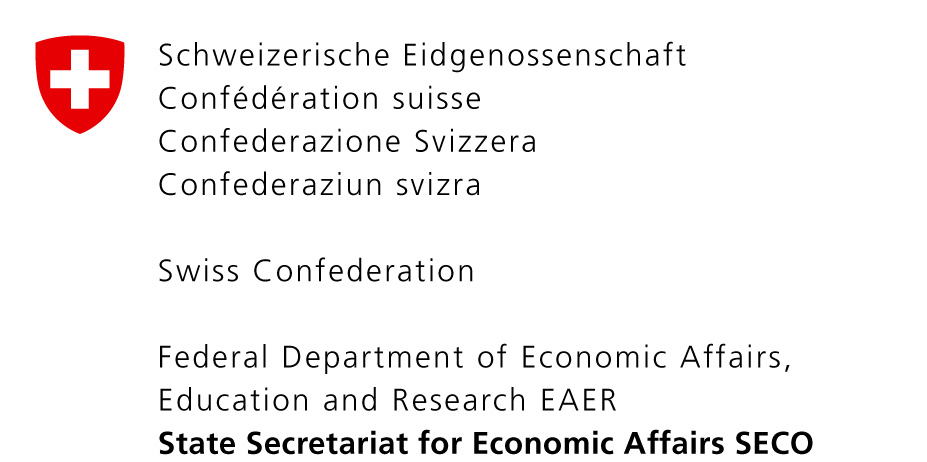 Schweizerische Eidgenossenschaft
Confédération suisse
Confederazione Svizzera
Confederaziun svizra
Swiss Confederation
Federal Department of Economic Affairs,
Education and Research EAER
State Secretariat for Economic Affairs SECO